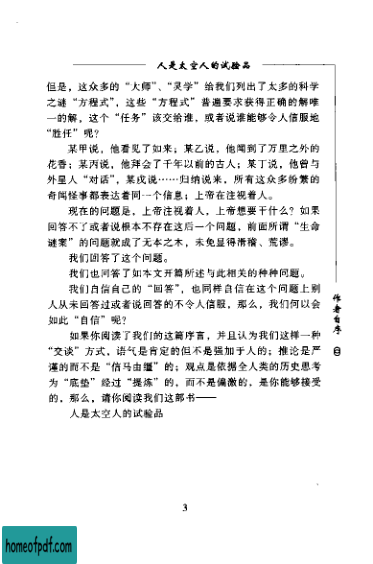 人是太空人的试验品
但是，这众多的“大师”、“灵学”给我们列出了太多的科学
之谜“方程式”，这些“方程式”普遍要求获得正确的解唯
一的解，这个“任务”该交给谁，或者说谁能够令人信服地
“胜任”呢？
某甲说，他看见了如来；某乙说，他闻到了万里之外的
花香；某丙说，他拜会了千年以前的古人；某丁说，他曾与
外星人“对话”，某戊说……归纳说来，所有这众多纷繁的
奇闻怪事都表达着同一个信息：上帝在注视着人。
现在的问题是，上帝注视着人，上帝想要干什么？如果
回答不了或者说根本不存在这后一个问题，前面所谓“生命
谜案”的问题就成了无本之木，未免显得滑稽、荒谬。
我们回答了这个问题。
我们也回答了如本文开篇所述与此相关的种种问题。
我们自信自己的“回答”，也同样自信在这个问题上别
人从未回答过或者说回答的不令人信服，那么，我们何以会
如此“自信”呢？
如果你阅读了我们的这篇序言，并且认为我们这样一种
“交谈”方式，语气是肯定的但不是强加于人的；推论是严
谨的而不是“信马由缰”的；观点是依据全人类的历史思考
为“底垫”经过“提炼”的，而不是偏激的，是你能够接受
的，那么，请你阅读我们这部书——
人是太空人的试验品
作者自序
3
homeofpdf.com